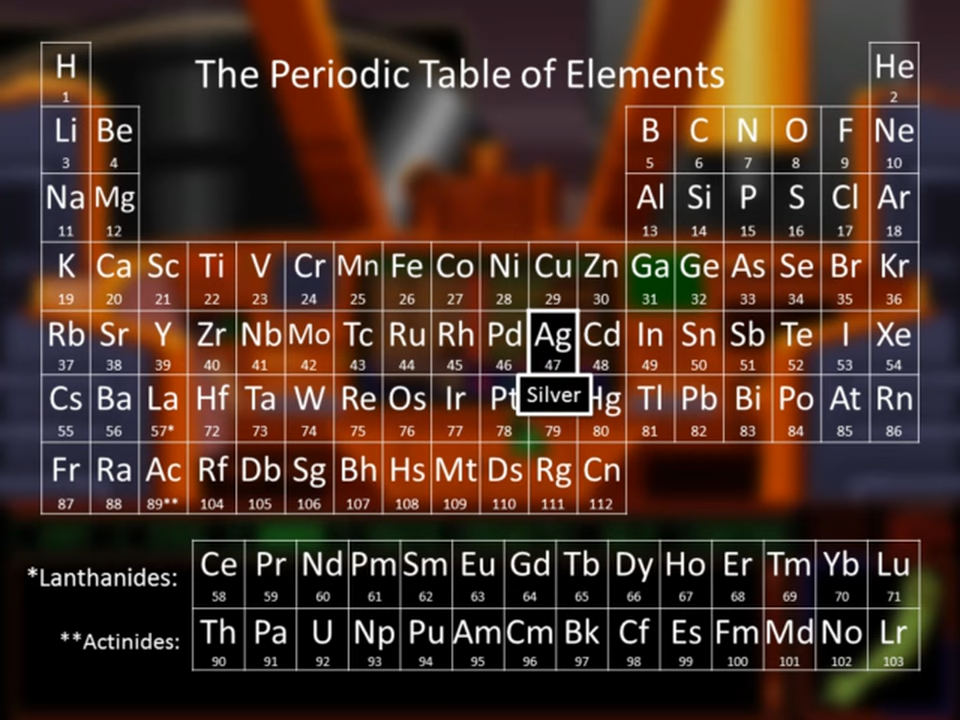 The Periodic Table of Elements
H He
1 2
Li Be B C N O F Ne
3 4 5 6 7 8 9 10
Na Mg Al Si P S Cl Ar
11 12 13 14 15 16 17 18
K Ca Sc Ti V Cr Mn Fe Co Ni Cu Zn Ga Ge As Se Br Kr
19 20 21 22 23 24 25 26 27 28 29 30 31 32 33 34 35 36
Rb Sr Y Zr Nb Mo Tc Ru Rh Pd Ag Cd In Sn Sb Te I Xe
37 38 39 40 41 42 43 44 45 46 47 48 49 50 51 52 53 54
Cs Ba La Hf Ta W Re Os Ir Pt Silver Hg Tl Pb Bi Po At Rn
55 56 57* 72 73 74 75 76 77 78 79 80 81 82 83 84 85 86
Fr Ra Ac Rf Db Sg Bh Hs Mt Ds Rg Cn
87 88 89** 104 105 106 107 108 109 110 111 112
*Lanthanides: Ce Pr Nd Pm Sm Eu Gd Tb Dy Ho Er Tm Yb Lu
58 59 60 61 62 63 64 65 66 67 68 69 70 71
**Actinides: Th Pa U Np Pu Am Cm Bk Cf Es Fm Md No Lr
90 91 92 93 94 95 96 97 98 99 100 101 102 103